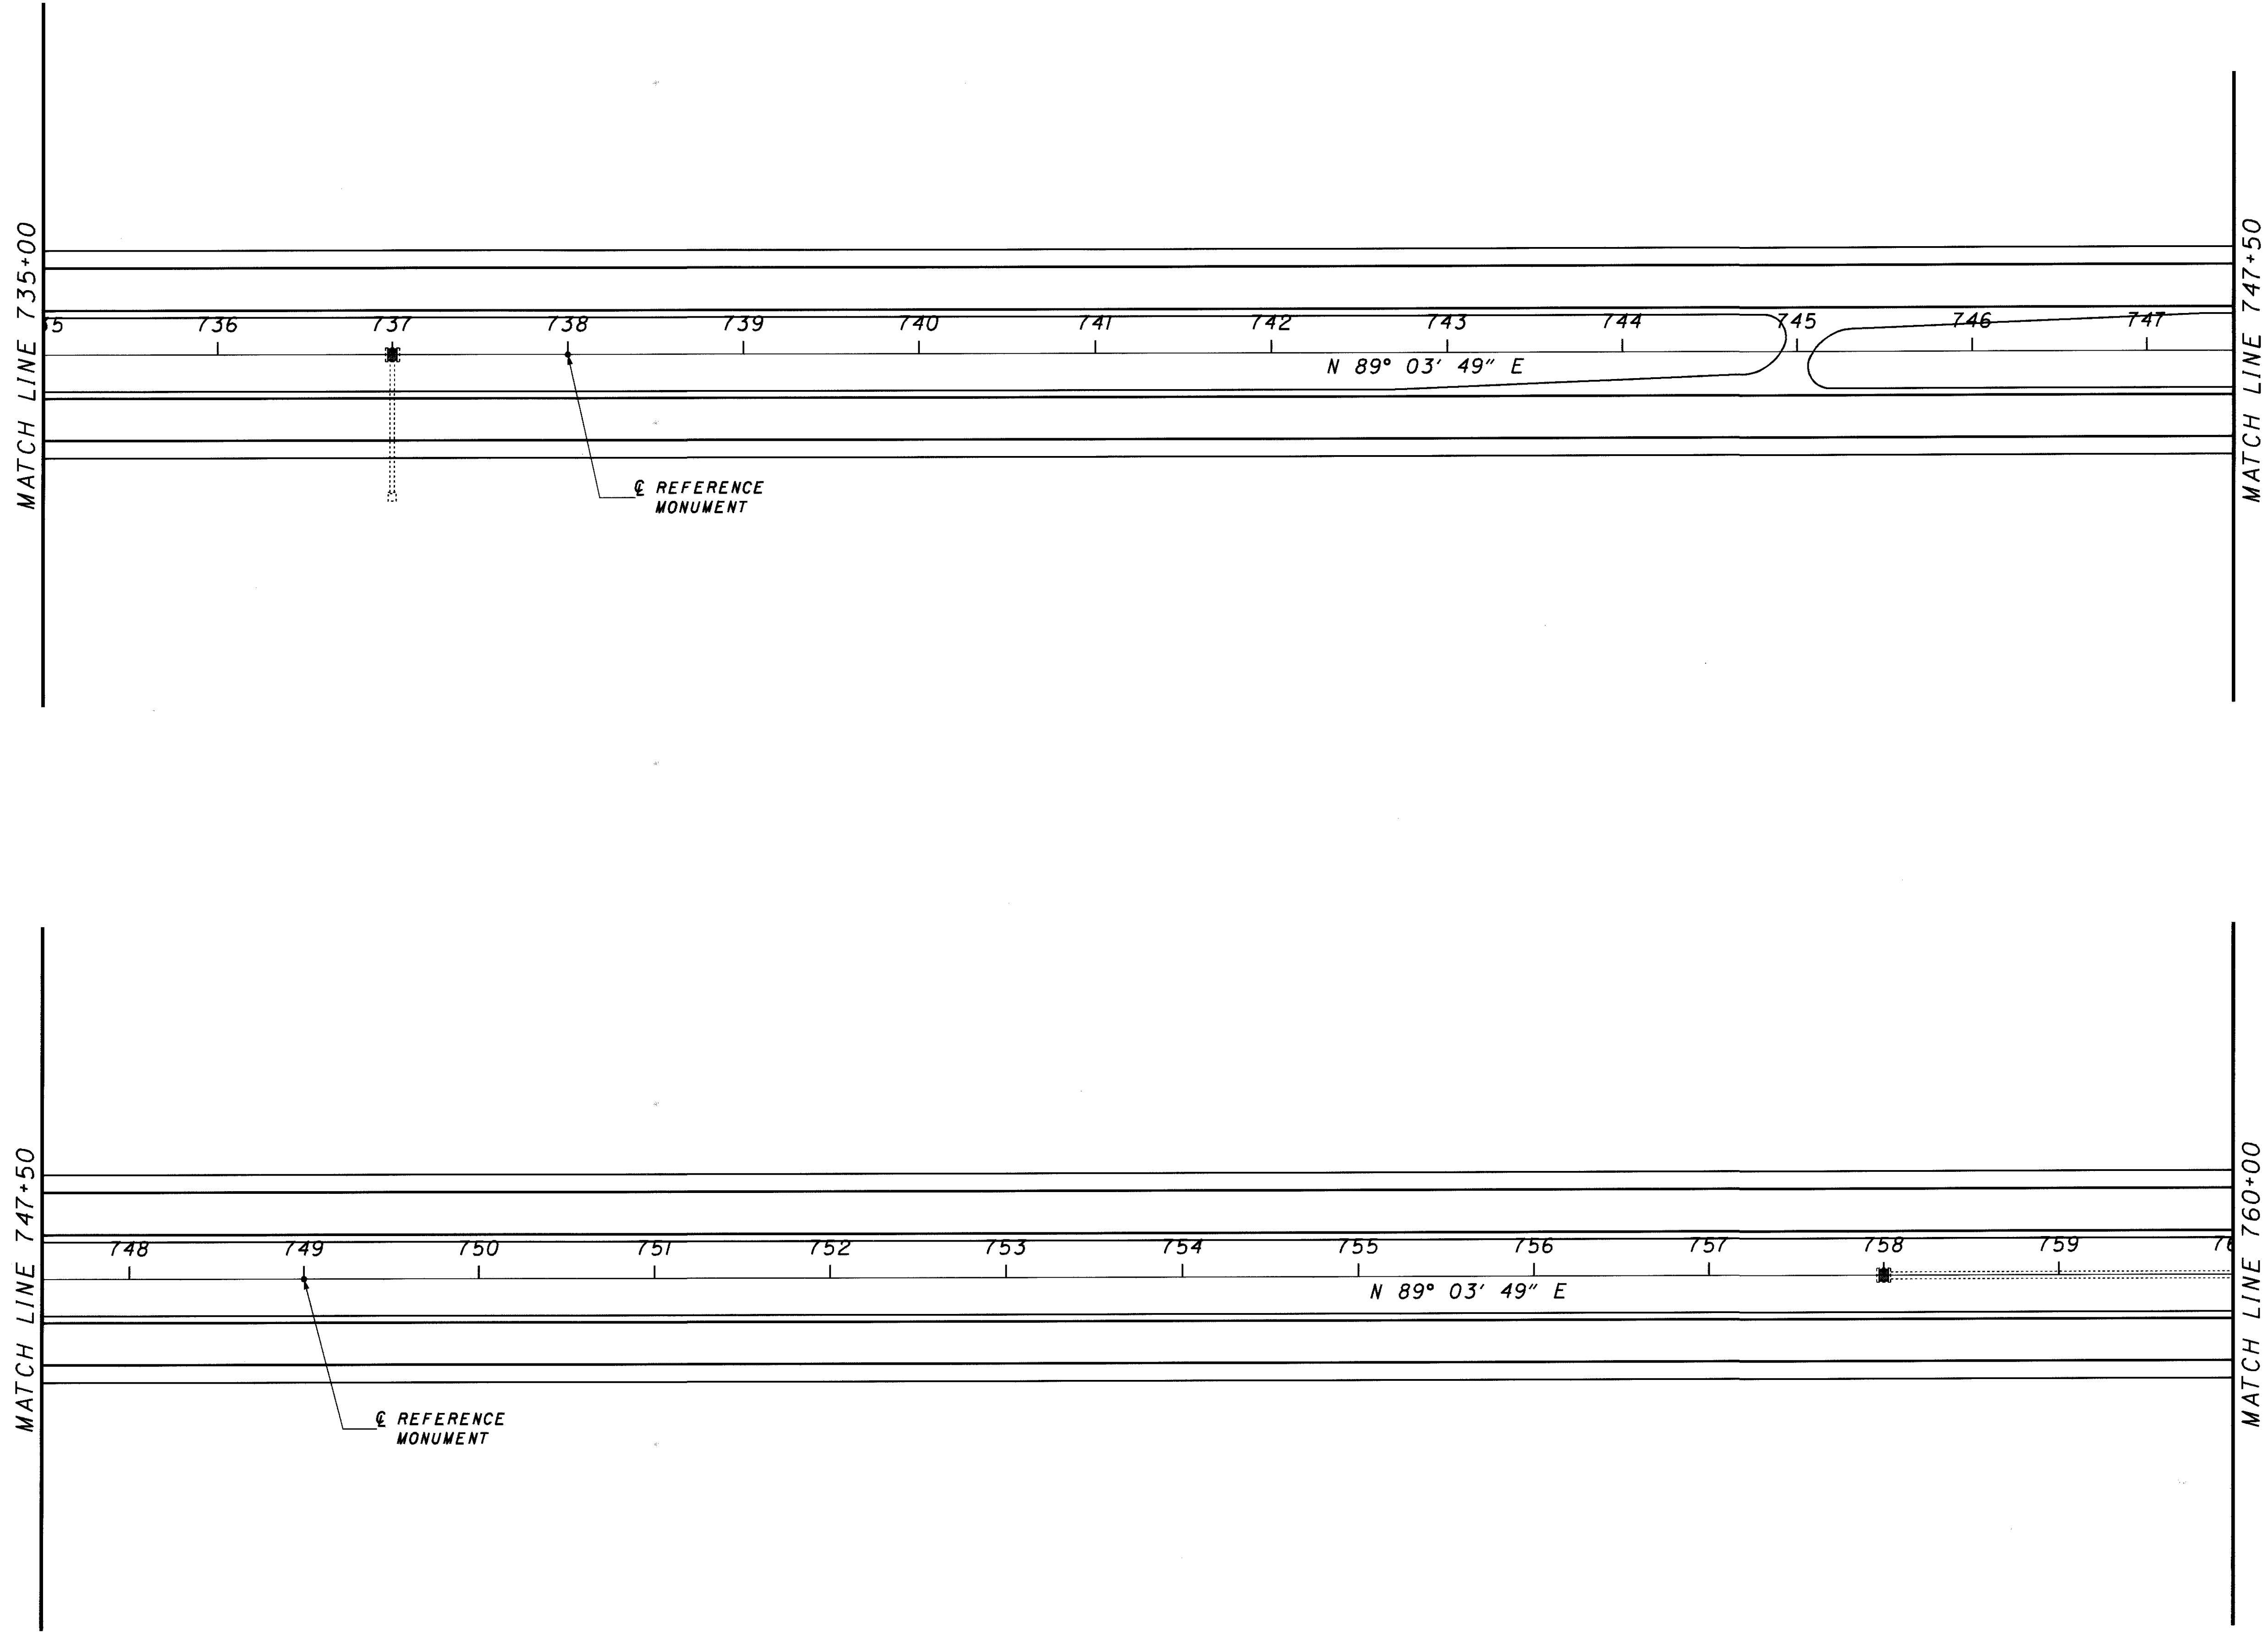 MATCH LINE 735+00
35 736 737 738 739 740 741 742 743 744 745 746 747
N 89° 03' 49" E
℄ REFERENCE
MONUMENT
MATCH LINE 747+50
MATCH LINE 747+50
748 749 750 751 752 753 754 755 756 757 758 759 76
N 89° 03' 49" E
℄ REFERENCE
MONUMENT
MATCH LINE 760+00